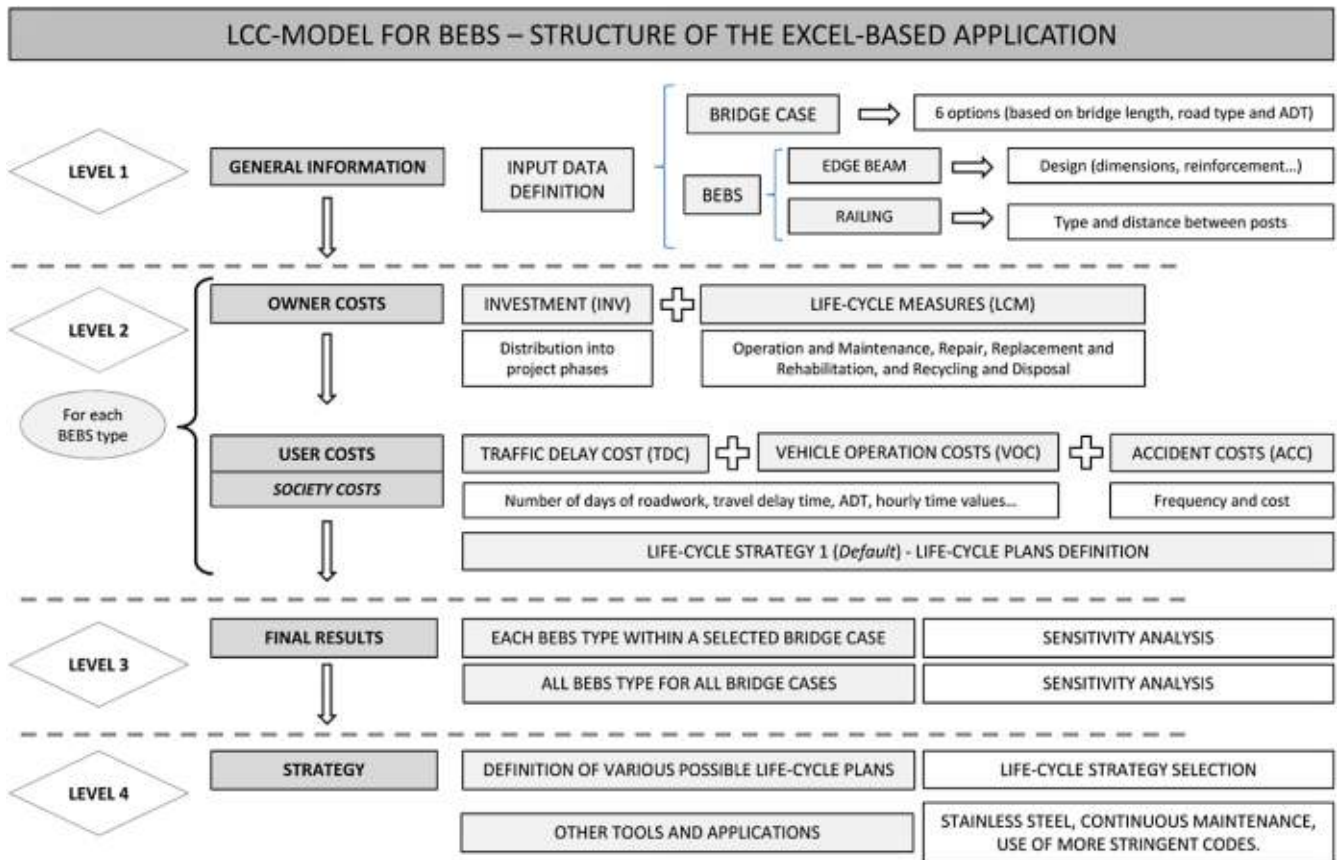 LCC-MODEL FOR BEBS – STRUCTURE OF THE EXCEL-BASED APPLICATION
BRIDGE CASE
6 options (based on bridge length, road type and ADT)
LEVEL 1
GENERAL INFORMATION
INPUT DATA
DEFINITION
BEBS
EDGE BEAM
Design (dimensions, reinforcement...)
RAILING
Type and distance between posts
LEVEL 2
For each
BEBS type
OWNER COSTS
INVESTMENT (INV)
LIFE-CYCLE MEASURES (LCM)
Distribution into
project phases
Operation and Maintenance, Repair, Replacement and
Rehabilitation, and Recycling and Disposal
USER COSTS
SOCIETY COSTS
TRAFFIC DELAY COST (TDC)
VEHICLE OPERATION COSTS (VOC)
ACCIDENT COSTS (ACC)
Number of days of roadwork, travel delay time, ADT, hourly time values...
Frequency and cost
LIFE-CYCLE STRATEGY 1 (Default) - LIFE-CYCLE PLANS DEFINITION
LEVEL 3
FINAL RESULTS
EACH BEBS TYPE WITHIN A SELECTED BRIDGE CASE
SENSITIVITY ANALYSIS
ALL BEBS TYPE FOR ALL BRIDGE CASES
SENSITIVITY ANALYSIS
LEVEL 4
STRATEGY
DEFINITION OF VARIOUS POSSIBLE LIFE-CYCLE PLANS
LIFE-CYCLE STRATEGY SELECTION
OTHER TOOLS AND APPLICATIONS
STAINLESS STEEL, CONTINUOUS MAINTENANCE,
USE OF MORE STRINGENT CODES.